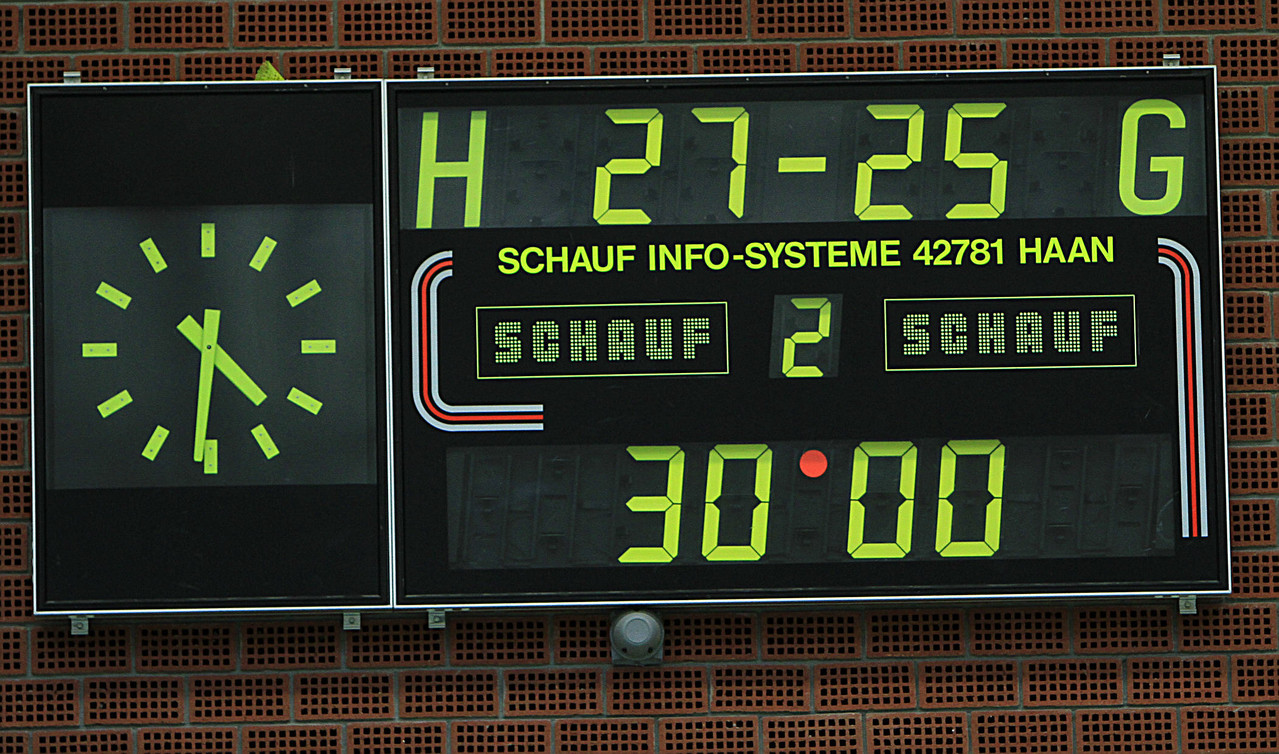 H 27-25 G
SCHAUF INFO-SYSTEME 42781 HAAN
SCHAUF 2 SCHAUF
30 00